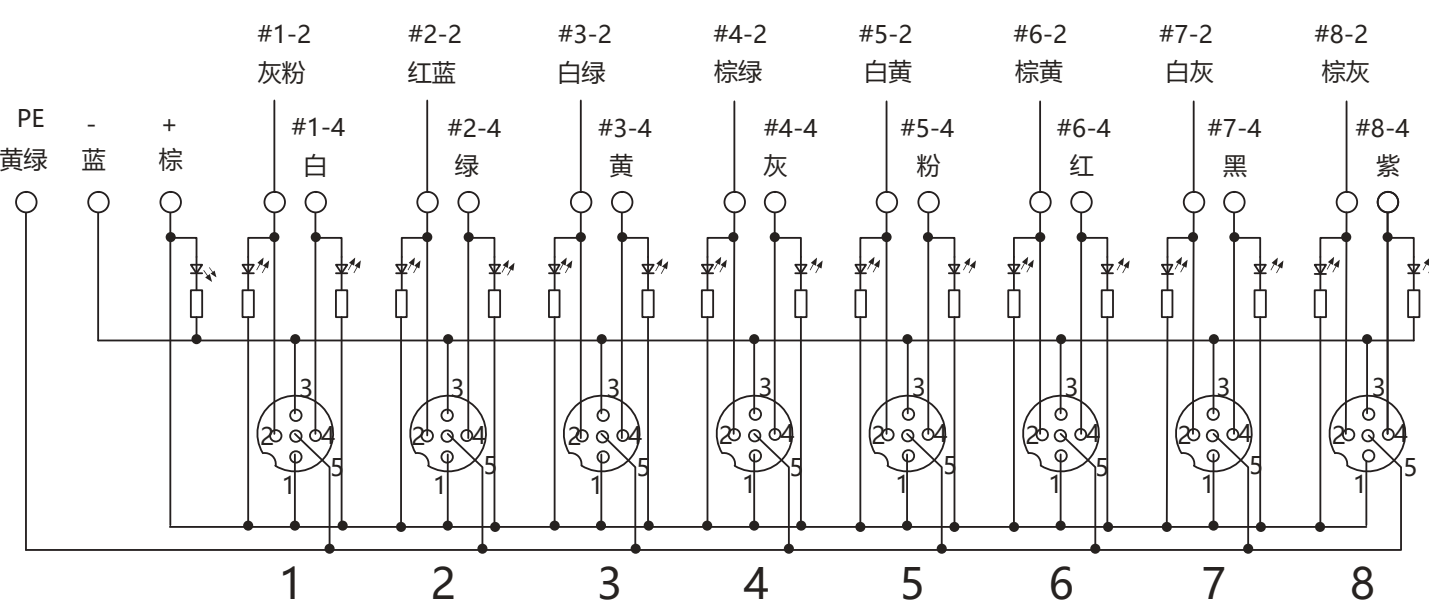 #1-2 #2-2 #3-2 #4-2 #5-2 #6-2 #7-2 #8-2
灰粉 红蓝 白绿 棕绿 白黄 棕黄 白灰 棕灰
PE - + #1-4 #2-4 #3-4 #4-4 #5-4 #6-4 #7-4 #8-4
黄绿 蓝 棕 白 绿 黄 灰 粉 红 黑 紫
3 3 3 3 3 3 3 3
2 4 2 4 2 4 2 4 2 4 2 4 2 4 2 4
5 5 5 5 5 5 5 5
1 1 1 1 1 1 1 1
1 2 3 4 5 6 7 8